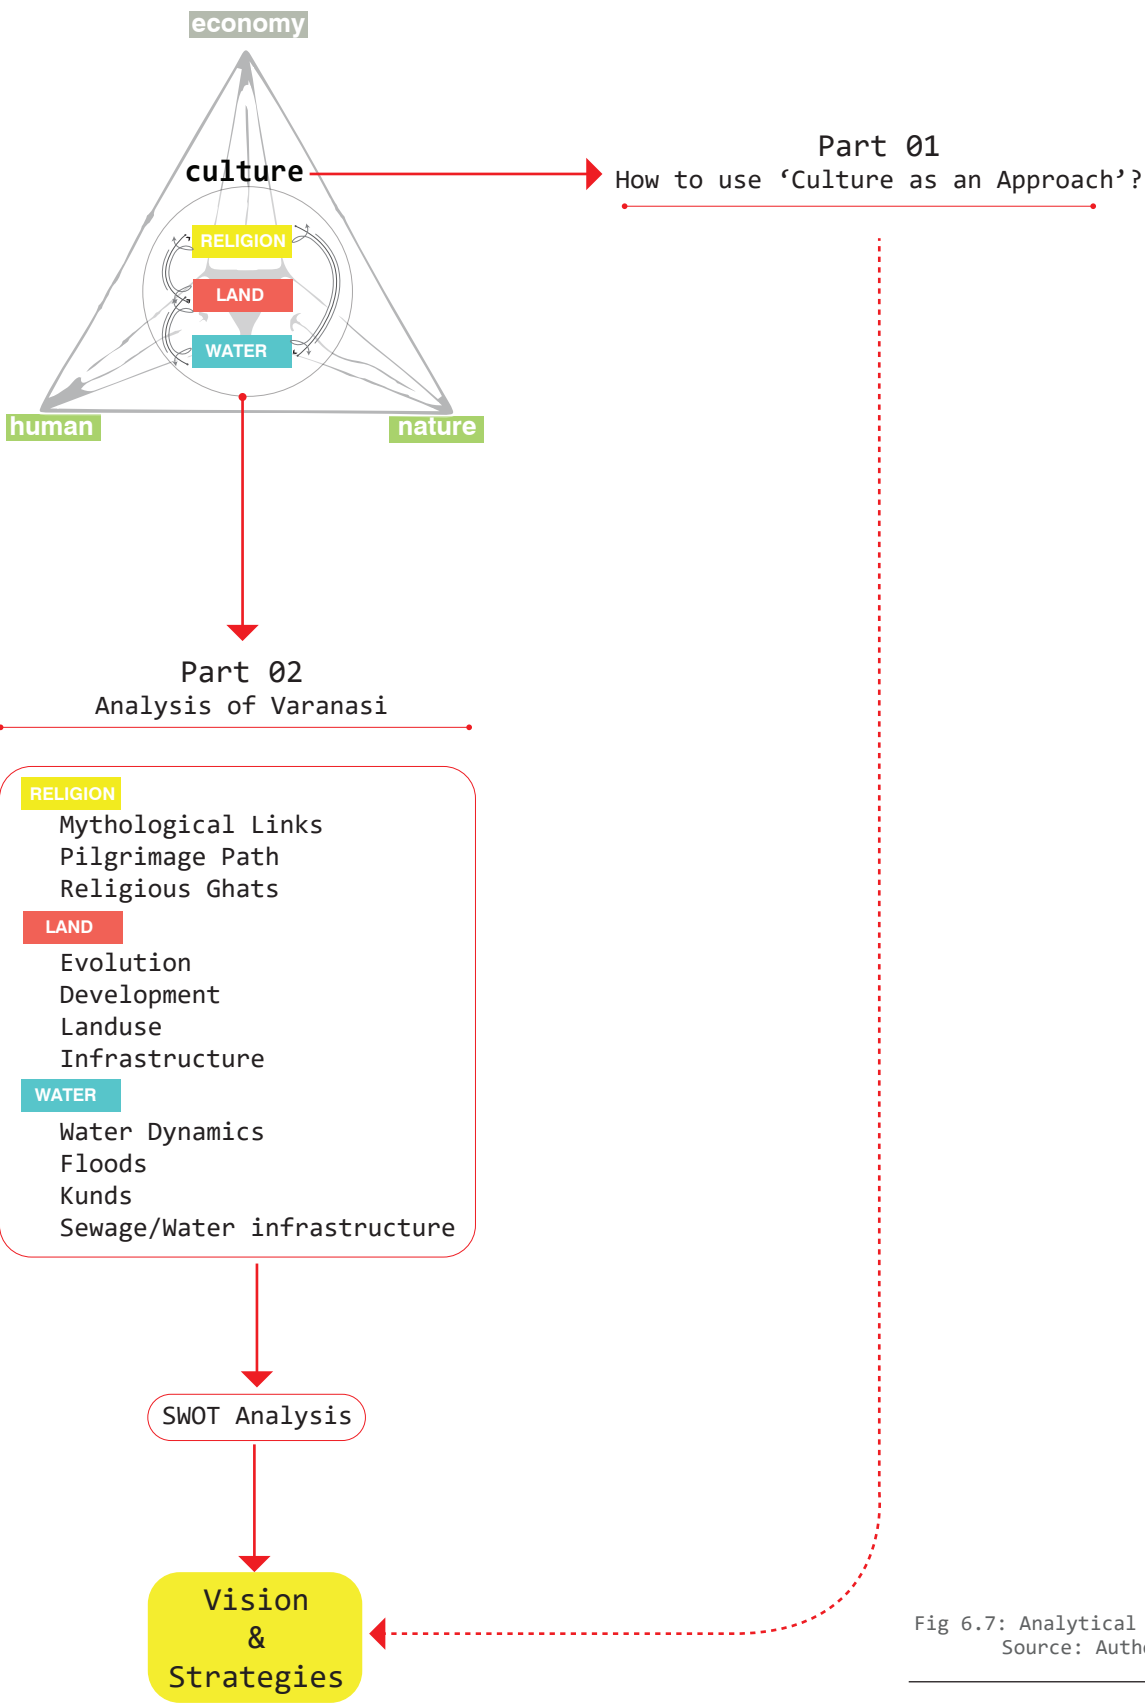 economy
culture
RELIGION
LAND
WATER
human
nature
Part 01
How to use ‘Culture as an Approach’?
Part 02
Analysis of Varanasi
RELIGION
Mythological Links
Pilgrimage Path
Religious Ghats
LAND
Evolution
Development
Landuse
Infrastructure
WATER
Water Dynamics
Floods
Kunds
Sewage/Water infrastructure
SWOT Analysis
Vision
&
Strategies
Fig 6.7: Analytical
Source: